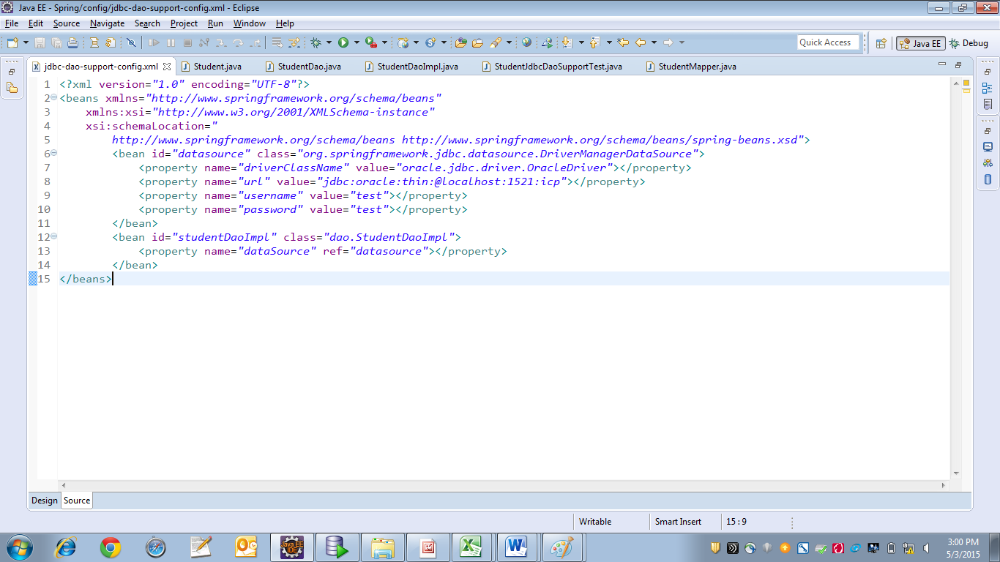 Java EE - Spring/config/jdbc-dao-support-config.xml - Eclipse
File Edit Source Navigate Search Project Run Window Help
Quick Access Java EE Debug
jdbc-dao-support-config.xml Student.java StudentDao.java StudentDaoImpl.java StudentJdbcDaoSupportTest.java StudentMapper.java
1 <?xml version="1.0" encoding="UTF-8"?>
2 <beans xmlns="http://www.springframework.org/schema/beans"
3 xmlns:xsi="http://www.w3.org/2001/XMLSchema-instance"
4 xsi:schemaLocation="
5 http://www.springframework.org/schema/beans http://www.springframework.org/schema/beans/spring-beans.xsd">
6 <bean id="datasource" class="org.springframework.jdbc.datasource.DriverManagerDataSource">
7 <property name="driverClassName" value="oracle.jdbc.driver.OracleDriver"></property>
8 <property name="url" value="jdbc:oracle:thin:@localhost:1521:icp"></property>
9 <property name="username" value="test"></property>
10 <property name="password" value="test"></property>
11 </bean>
12 <bean id="studentDaoImpl" class="dao.StudentDaoImpl">
13 <property name="dataSource" ref="datasource"></property>
14 </bean>
15 </beans>
Design Source
Writable Smart Insert 15 : 9
Java EE IDE
3:00 PM
5/3/2015